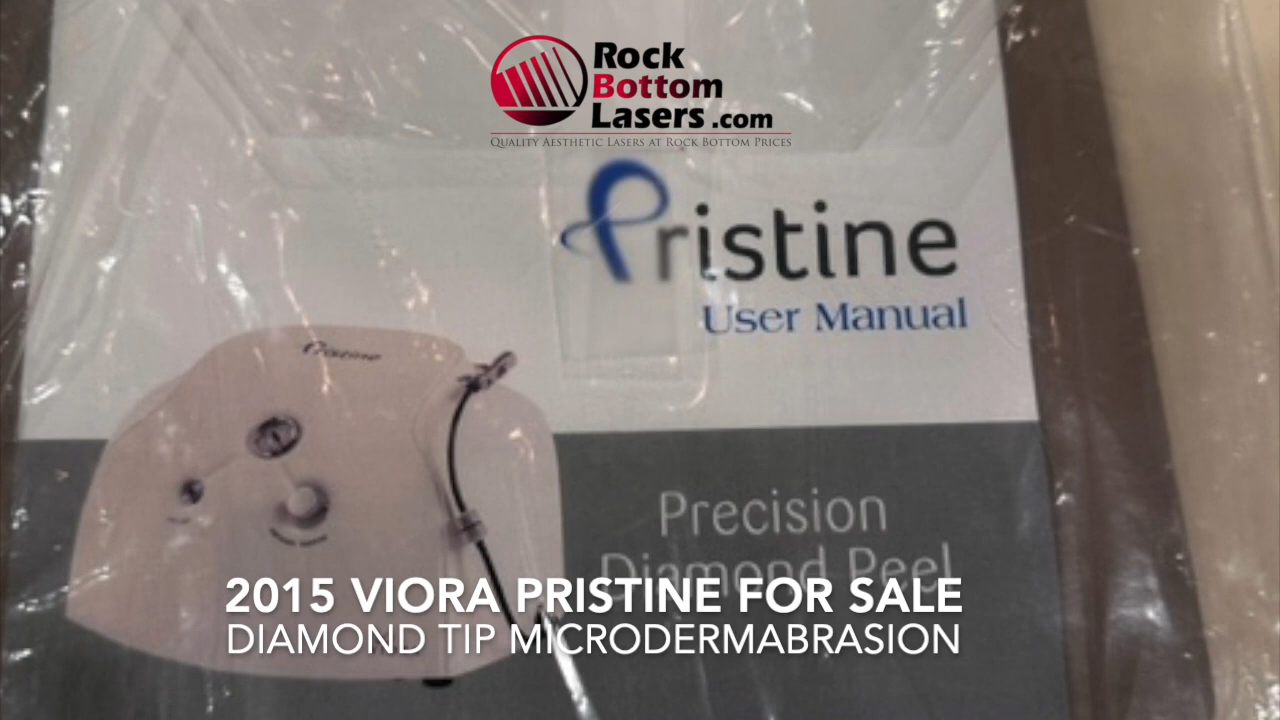 Rock
Bottom
Lasers.com
Quality Aesthetic Lasers at Rock Bottom Prices
Pristine
User Manual
Pristine
Precision
Diamond Peel
2015 VIORA PRISTINE FOR SALE
DIAMOND TIP MICRODERMABRASION